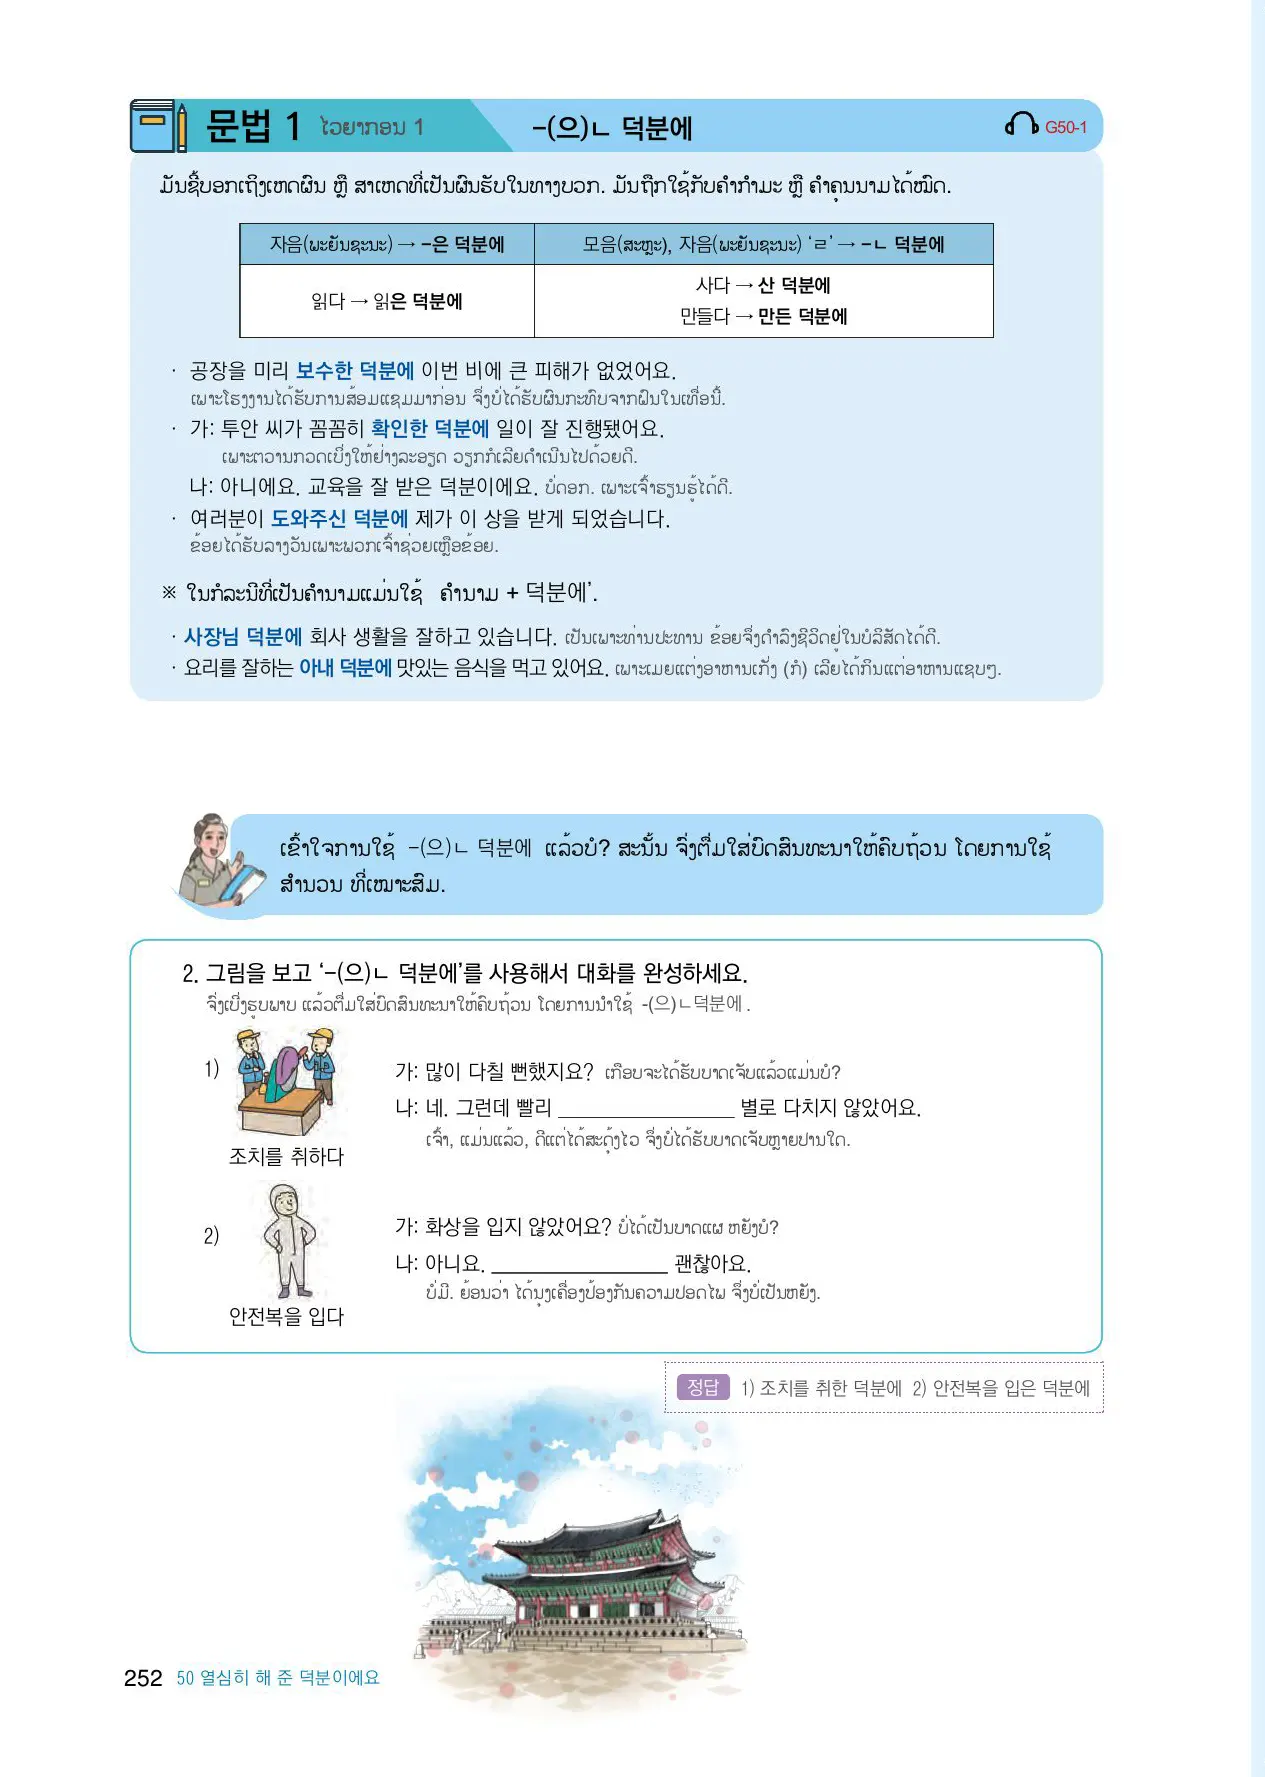 문법 1 ໄວຍາກອນ 1 -(으)ㄴ 덕분에 G50-1
ມັນຊີ້ບອກເຖິງເຫດຜົນ ຫຼື ສາເຫດທີ່ເປັນຜົນຮັບໃນທາງບວກ. ມັນຖືກໃຊ້ກັບຄຳກຳມະ ຫຼື ຄຳຄຸນນາມໄດ້ໝົດ.
자음(ພະຍັນຊະນະ) → -은 덕분에 모음(ສະຫຼະ), 자음(ພະຍັນຊະນະ) ‘ㄹ’ → -ㄴ 덕분에
읽다 → 읽은 덕분에
사다 → 산 덕분에
만들다 → 만든 덕분에
· 공장을 미리 보수한 덕분에 이번 비에 큰 피해가 없었어요.
ເພາະໂຮງງານໄດ້ຮັບການສ້ອມແຊມມາກ່ອນ ຈຶ່ງບໍ່ໄດ້ຮັບຜົນກະທົບຈາກຝົນໃນເທື່ອນີ້.
· 가: 투안 씨가 꼼꼼히 확인한 덕분에 일이 잘 진행됐어요.
ເພາະຕວານກວດເບິ່ງໃຫ້ຢ່າງລະອຽດ ວຽກກໍເລີຍດຳເນີນໄປດ້ວຍດີ.
나: 아니에요. 교육을 잘 받은 덕분이에요. ບໍ່ດອກ. ເພາະເຈົ້າຮຽນຮູ້ໄດ້ດີ.
· 여러분이 도와주신 덕분에 제가 이 상을 받게 되었습니다.
ຂ້ອຍໄດ້ຮັບລາງວັນເພາະພວກເຈົ້າຊ່ວຍເຫຼືອຂ້ອຍ.
※ ໃນກໍລະນີທີ່ເປັນຄຳນາມແມ່ນໃຊ້ ຄຳນາມ + 덕분에’.
· 사장님 덕분에 회사 생활을 잘하고 있습니다. ເປັນເພາະທ່ານປະທານ ຂ້ອຍຈຶ່ງດຳລົງຊີວິດຢູ່ໃນບໍລິສັດໄດ້ດີ.
· 요리를 잘하는 아내 덕분에 맛있는 음식을 먹고 있어요. ເພາະເມຍແຕ່ງອາຫານເກັ່ງ (ກໍ) ເລີຍໄດ້ກິນແຕ່ອາຫານແຊບໆ.
ເຂົ້າໃຈການໃຊ້ -(으)ㄴ 덕분에 ແລ້ວບໍ? ສະນັ້ນ ຈົ່ງຕື່ມໃສ່ບົດສົນທະນາໃຫ້ຄົບຖ້ວນ ໂດຍການໃຊ້
ສຳນວນ ທີ່ເໝາະສົມ.
2. 그림을 보고 ‘-(으)ㄴ 덕분에’를 사용해서 대화를 완성하세요.
ຈົ່ງເບິ່ງຮູບພາບ ແລ້ວຕື່ມໃສ່ບົດສົນທະນາໃຫ້ຄົບຖ້ວນ ໂດຍການນຳໃຊ້ -(으)ㄴ덕분에 .
1)
가: 많이 다칠 뻔했지요? ເກືອບຈະໄດ້ຮັບບາດເຈັບແລ້ວແມ່ນບໍ?
나: 네. 그런데 빨리 _________________ 별로 다치지 않았어요.
ເຈົ້າ, ແມ່ນແລ້ວ, ດີແຕ່ໄດ້ສະດຸ້ງໄວ ຈຶ່ງບໍ່ໄດ້ຮັບບາດເຈັບຫຼາຍປານໃດ.
조치를 취하다
2)
가: 화상을 입지 않았어요? ບໍ່ໄດ້ເປັນບາດແຜ ຫຍັງບໍ?
나: 아니요. _________________ 괜찮아요.
ບໍ່ມີ. ຍ້ອນວ່າ ໄດ້ນຸງເຄື່ອງປ້ອງກັນຄວາມປອດໄພ ຈຶ່ງບໍ່ເປັນຫຍັງ.
안전복을 입다
정답 1) 조치를 취한 덕분에 2) 안전복을 입은 덕분에
252 50 열심히 해 준 덕분이에요